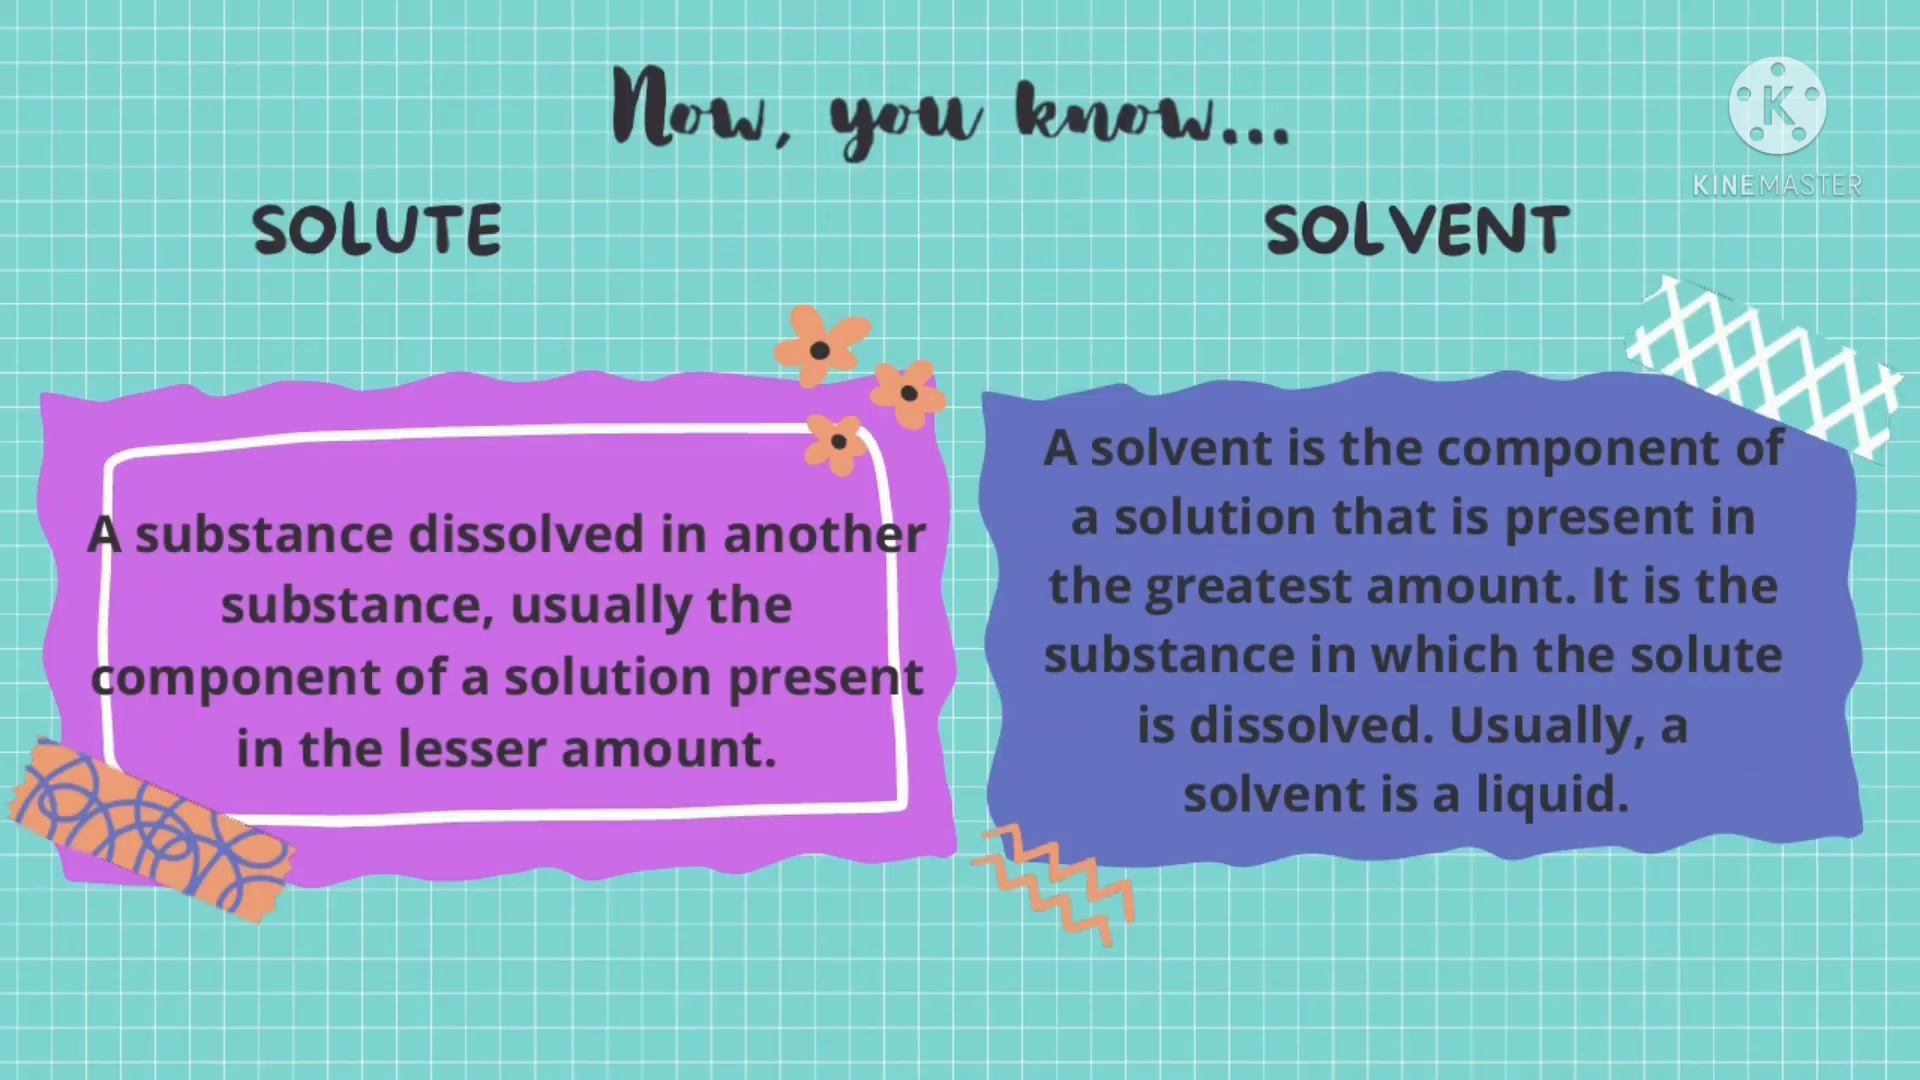 Now, you know...
KINEMASTER
SOLUTE
SOLVENT
A substance dissolved in another
substance, usually the
component of a solution present
in the lesser amount.
A solvent is the component of
a solution that is present in
the greatest amount. It is the
substance in which the solute
is dissolved. Usually, a
solvent is a liquid.